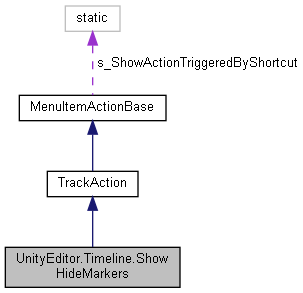 static
s_ShowActionTriggeredByShortcut
MenuItemActionBase
TrackAction
UnityEditor.Timeline.Show
HideMarkers